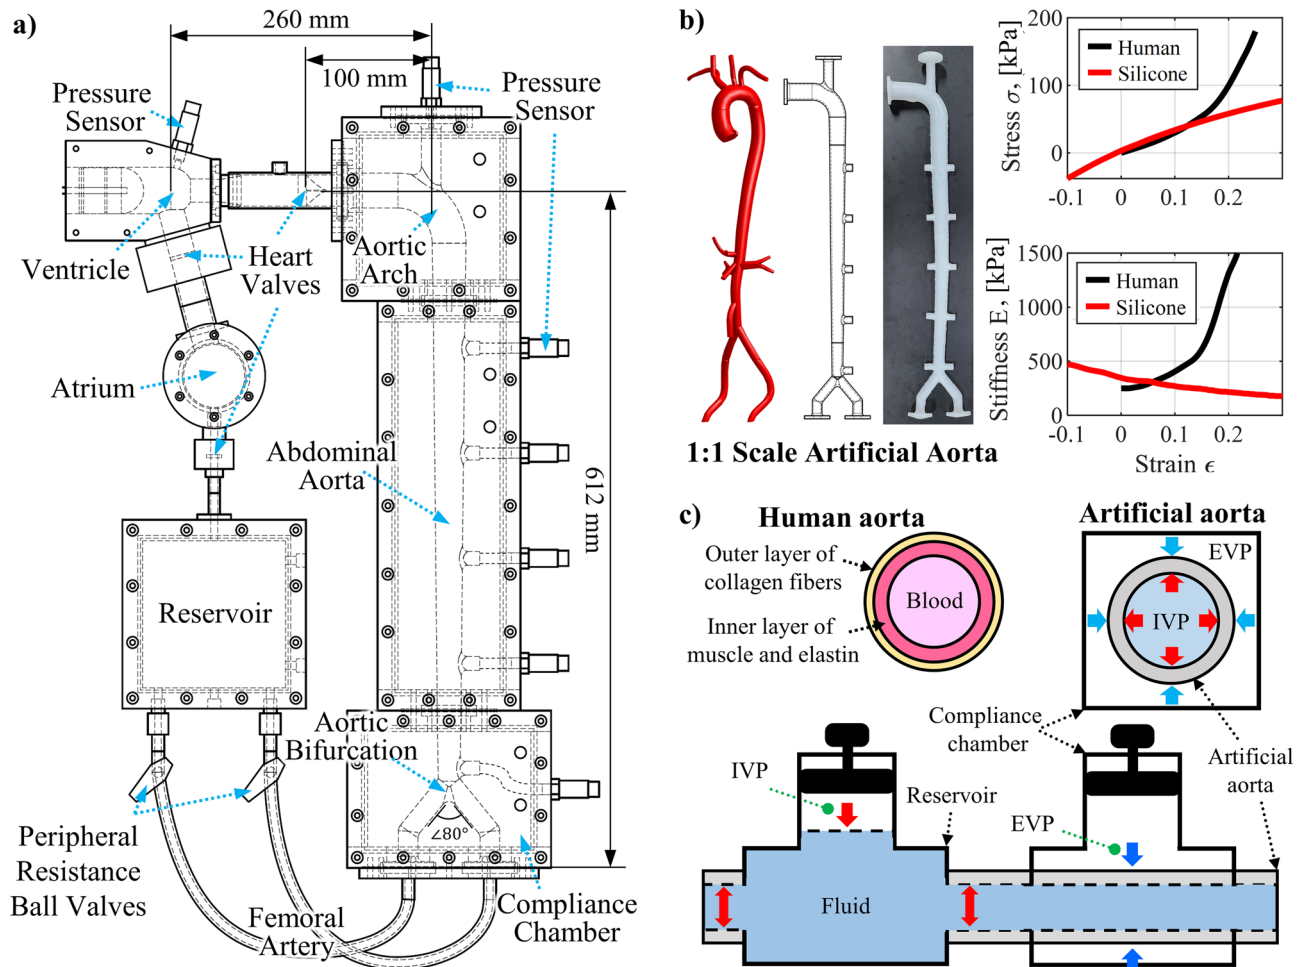 a)
260 mm
100 mm
Pressure
Sensor
Pressure
Sensor
Ventricle
Heart
Valves
Aortic
Arch
Atrium
Abdominal
Aorta
612 mm
Reservoir
Aortic
Bifurcation
∠80°
Peripheral
Resistance
Ball Valves
Femoral
Artery
Compliance
Chamber
b)
1:1 Scale Artificial Aorta
Stress σ, [kPa]
200
100
0
Human
Silicone
-0.1
0
0.1
0.2
Stiffness E, [kPa]
1500
1000
500
0
Human
Silicone
-0.1
0
0.1
0.2
Strain ϵ
c)
Human aorta
Outer layer of
collagen fibers
Blood
Inner layer of
muscle and elastin
Artificial aorta
EVP
IVP
Compliance
chamber
Artificial
aorta
IVP
Reservoir
EVP
Fluid